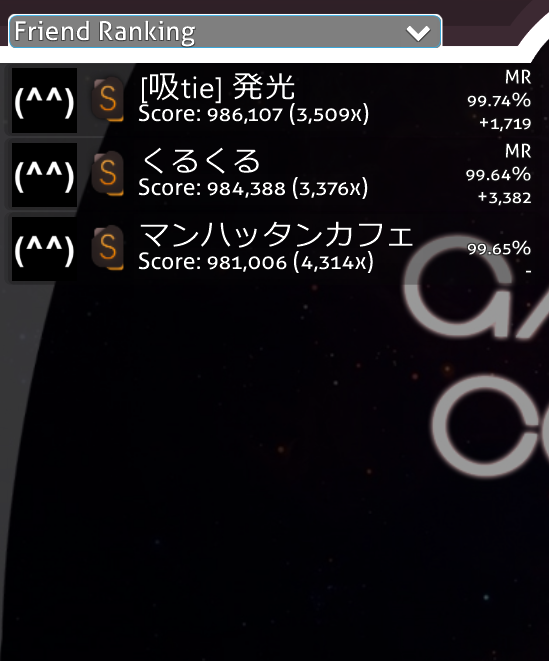 Friend Ranking
(^^)
S
[吸tie] 発光
Score: 986,107 (3,509x)
MR
99.74%
+1,719
(^^)
S
くるくる
Score: 984,388 (3,376x)
MR
99.64%
+3,382
(^^)
S
マンハッタンカフェ
Score: 981,006 (4,314x)
99.65%
-